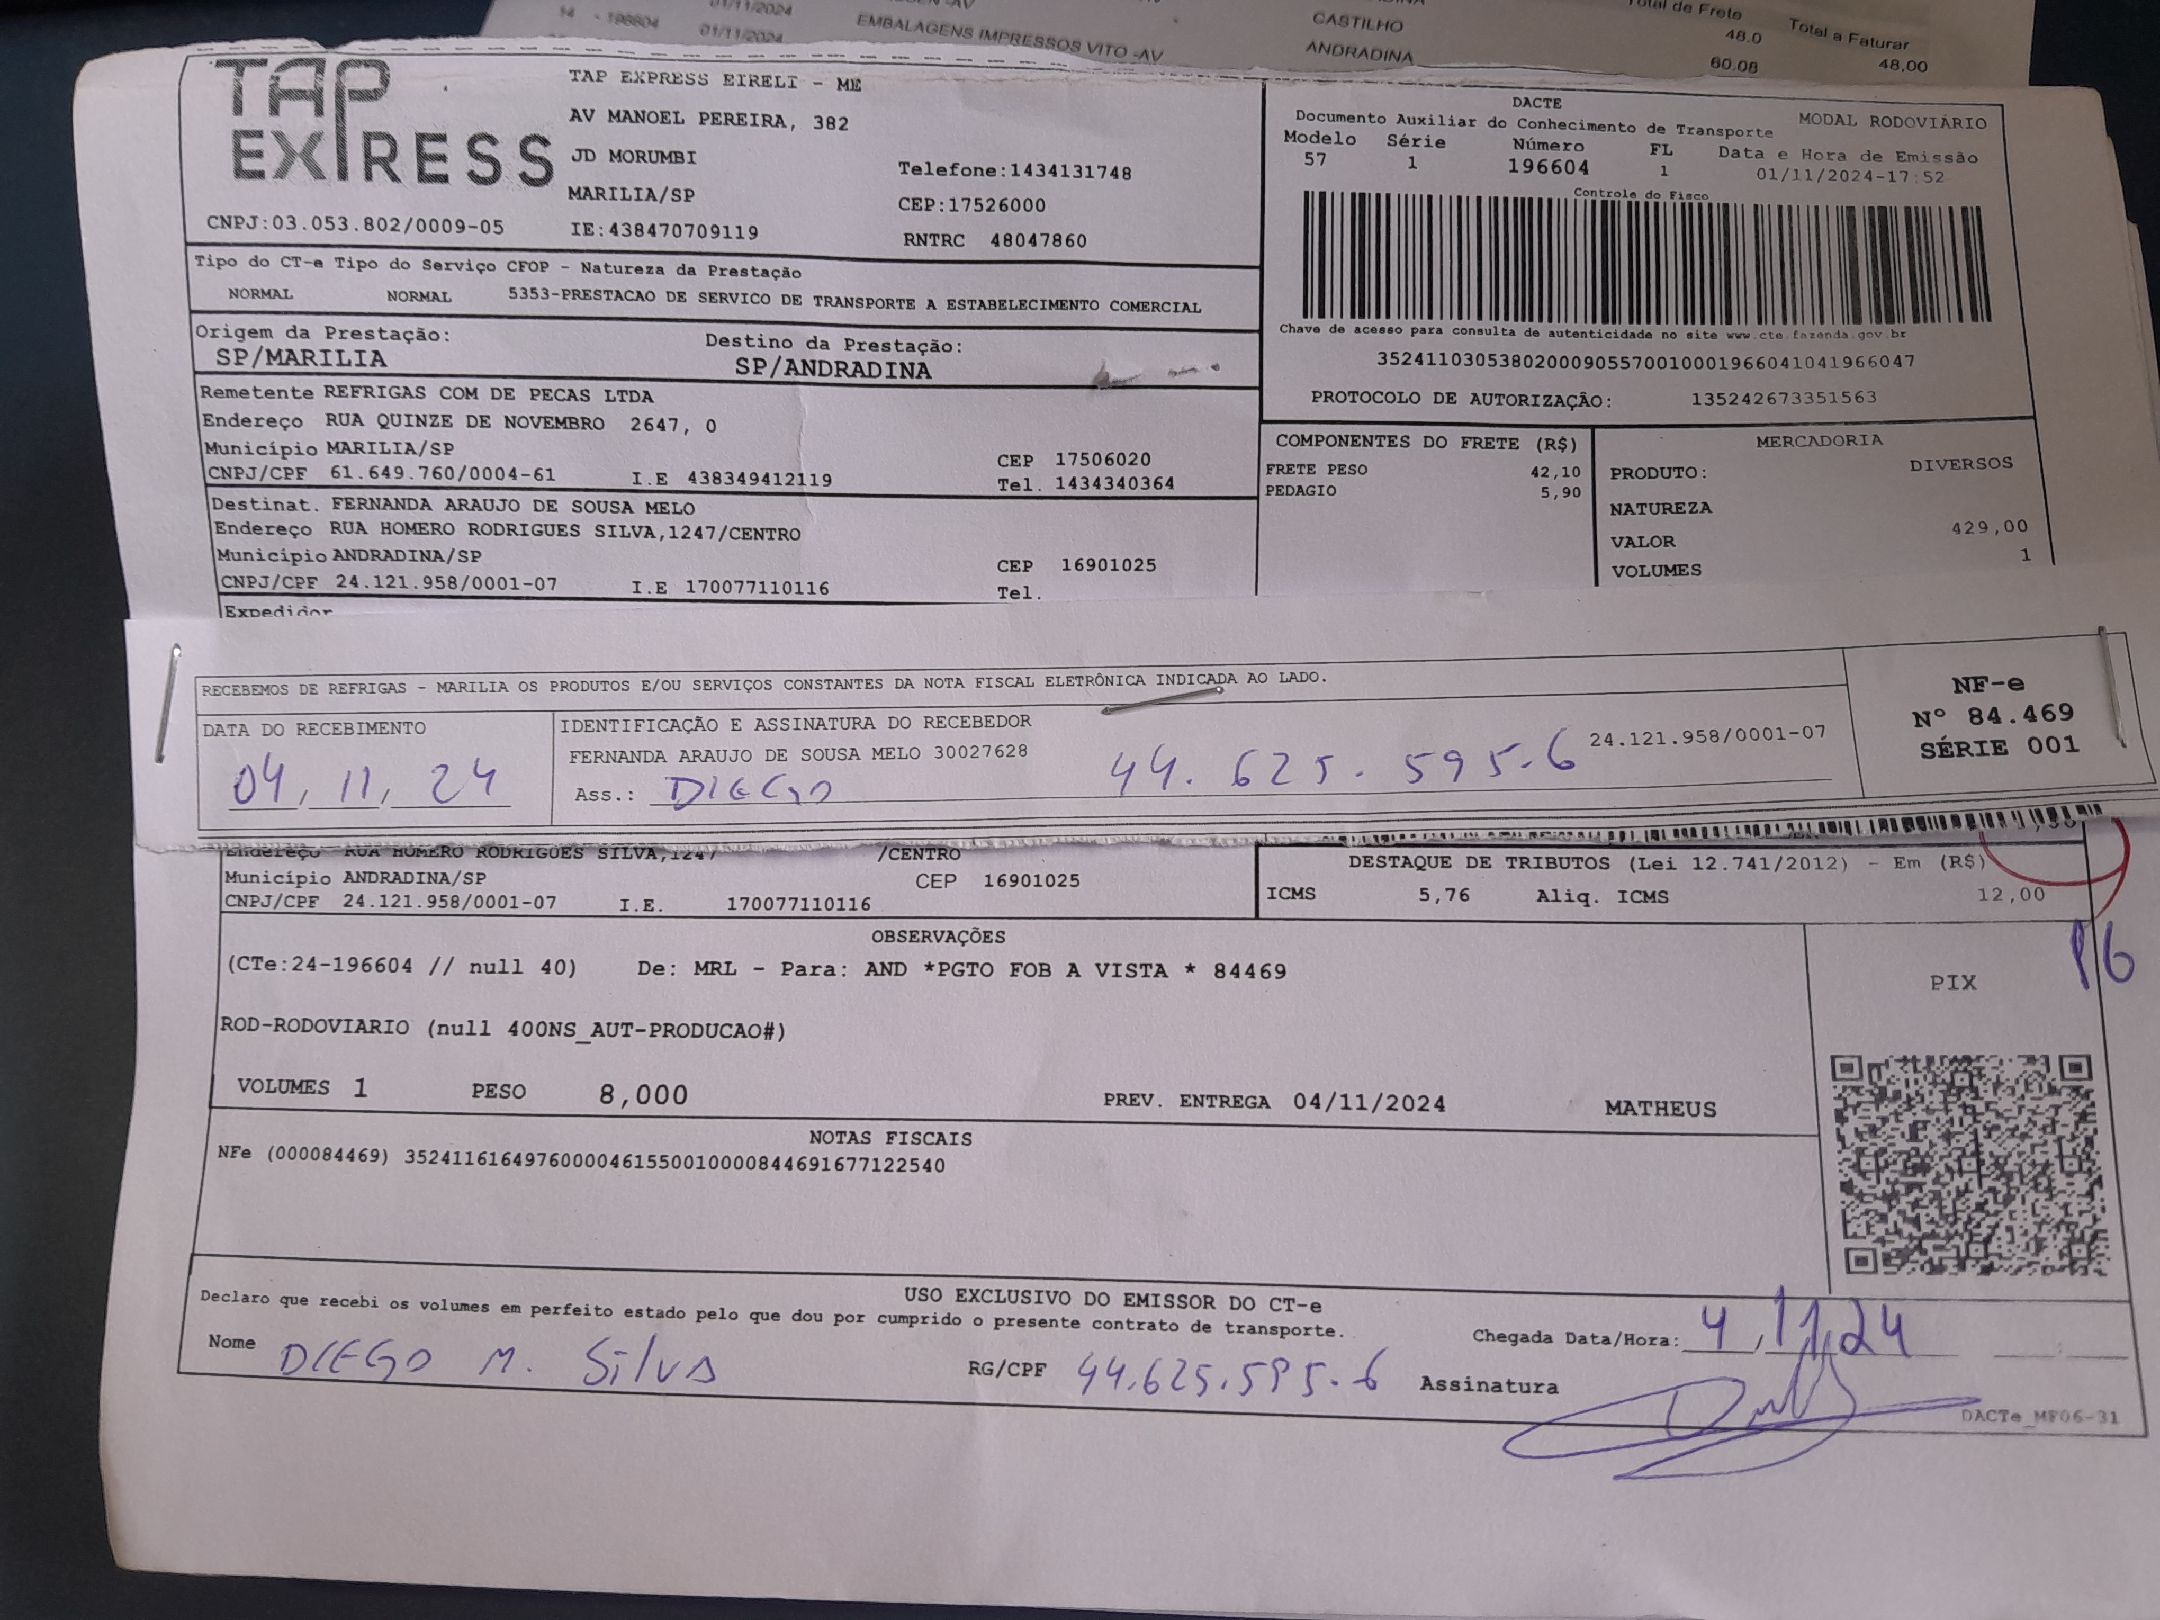 14 - 196604 01/11/2024 EMBALAGENS IMPRESSOS VITO -AV CASTILHO Total de Frete Total a Faturar
01/11/2024 ANDRADINA 48.0 48,00
60.08
TAP EXPRESS
TAP EXPRESS EIRELI - ME
AV MANOEL PEREIRA, 382
JD MORUMBI
MARILIA/SP
Telefone:1434131748
CEP:17526000
CNPJ:03.053.802/0009-05 IE:438470709119 RNTRC 48047860
DACTE
Documento Auxiliar do Conhecimento de Transporte MODAL RODOVIÁRIO
Modelo Série Número FL Data e Hora de Emissão
57 1 196604 1 01/11/2024-17:52
Controle do Fisco
Chave de acesso para consulta de autenticidade no site www.cte.fazenda.gov.br
35241103053802000905570010001966041041966047
PROTOCOLO DE AUTORIZAÇÃO: 135242673351563
Tipo do CT-e Tipo do Serviço CFOP - Natureza da Prestação
NORMAL NORMAL 5353-PRESTACAO DE SERVICO DE TRANSPORTE A ESTABELECIMENTO COMERCIAL
Origem da Prestação: Destino da Prestação:
SP/MARILIA SP/ANDRADINA
Remetente REFRIGAS COM DE PECAS LTDA
Endereço RUA QUINZE DE NOVEMBRO 2647, 0
Município MARILIA/SP CEP 17506020
CNPJ/CPF 61.649.760/0004-61 I.E 438349412119 Tel. 1434340364
Destinat. FERNANDA ARAUJO DE SOUSA MELO
Endereço RUA HOMERO RODRIGUES SILVA,1247/CENTRO
Município ANDRADINA/SP CEP 16901025
CNPJ/CPF 24.121.958/0001-07 I.E 170077110116 Tel.
Expedidor
COMPONENTES DO FRETE (R$)
FRETE PESO 42,10
PEDAGIO 5,90
MERCADORIA
PRODUTO: DIVERSOS
NATUREZA
VALOR 429,00
VOLUMES 1
RECEBEMOS DE REFRIGAS - MARILIA OS PRODUTOS E/OU SERVIÇOS CONSTANTES DA NOTA FISCAL ELETRÔNICA INDICADA AO LADO.
DATA DO RECEBIMENTO
04, 11, 24
IDENTIFICAÇÃO E ASSINATURA DO RECEBEDOR
FERNANDA ARAUJO DE SOUSA MELO 30027628 24.121.958/0001-07
Ass.: DIEGO 44.625.595-6
NF-e
Nº 84.469
SÉRIE 001
Endereço RUA HOMERO RODRIGUES SILVA,1247 /CENTRO
Município ANDRADINA/SP CEP 16901025
CNPJ/CPF 24.121.958/0001-07 I.E. 170077110116
DESTAQUE DE TRIBUTOS (Lei 12.741/2012) - Em (R$)
ICMS 5,76 Aliq. ICMS 12,00
OBSERVAÇÕES
(CTe:24-196604 // null 40) De: MRL - Para: AND *PGTO FOB A VISTA * 84469
ROD-RODOVIARIO (null 400NS_AUT-PRODUCAO#)
VOLUMES 1 PESO 8,000 PREV. ENTREGA 04/11/2024 MATHEUS
PG
PIX
NOTAS FISCAIS
NFe (000084469) 35241161649760000461550010000844691677122540
USO EXCLUSIVO DO EMISSOR DO CT-e
Declaro que recebi os volumes em perfeito estado pelo que dou por cumprido o presente contrato de transporte.
Chegada Data/Hora: 4, 11, 24
Nome DIEGO M. Silva RG/CPF 44.625.595-6 Assinatura
DACTe_MF06-31